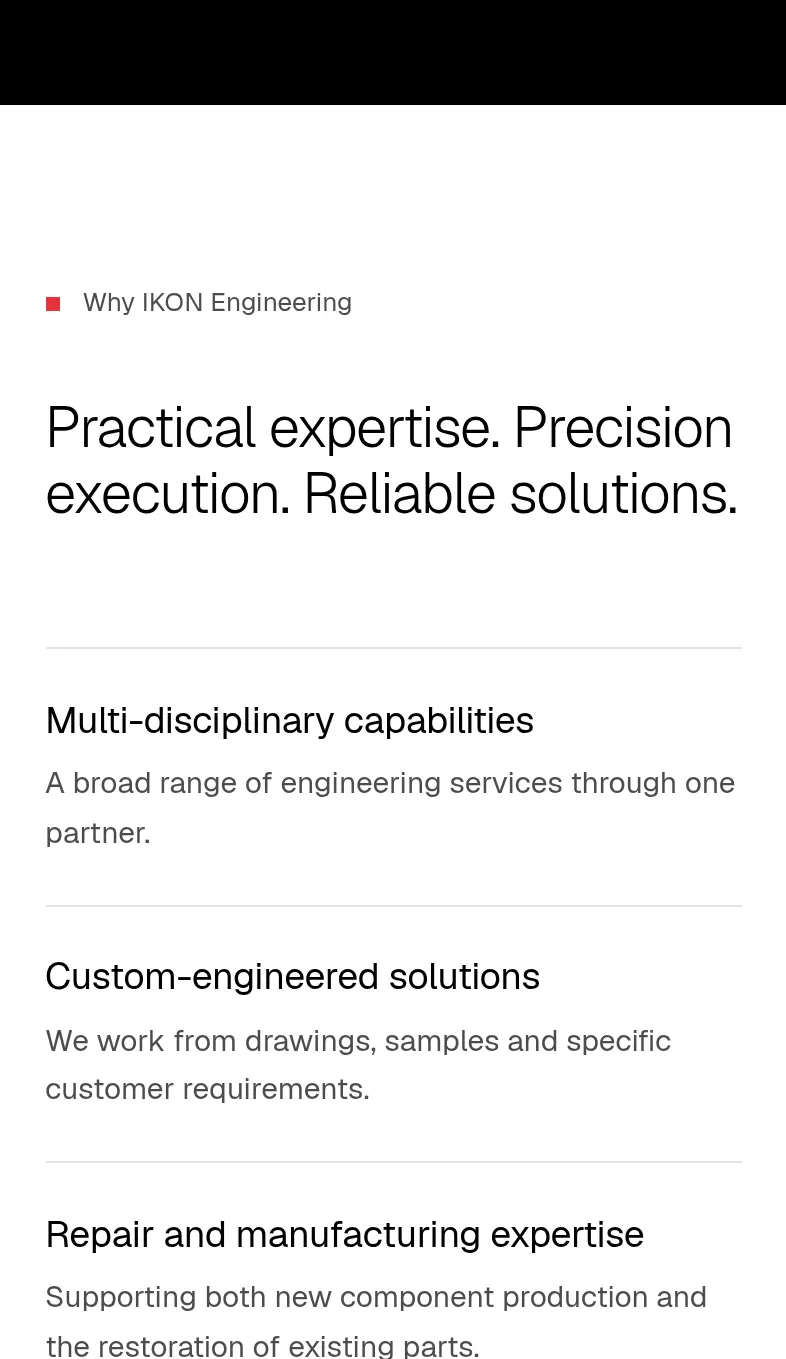 Why IKON Engineering
Practical expertise. Precision
execution. Reliable solutions.
Multi-disciplinary capabilities
A broad range of engineering services through one
partner.
Custom-engineered solutions
We work from drawings, samples and specific
customer requirements.
Repair and manufacturing expertise
Supporting both new component production and
the restoration of existing parts.